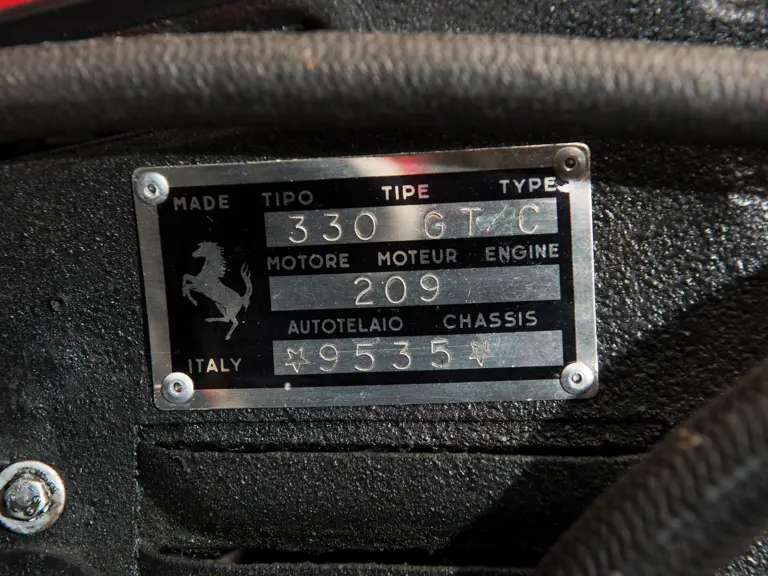 MADE TIPO TIPE TYPE
330 GT/C
MOTORE MOTEUR ENGINE
209
AUTOTELAIO CHASSIS
ITALY ☆9535☆